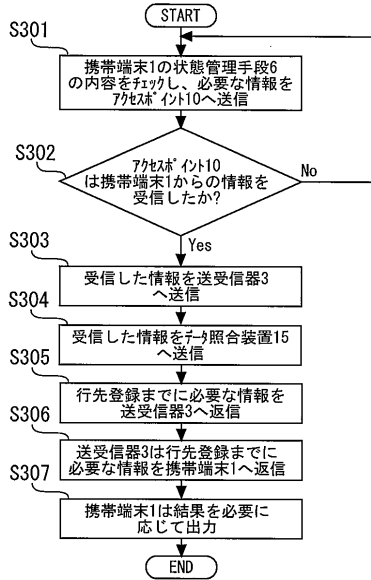 START
S301
携帯端末1の状態管理手段6
の内容をチェックし、必要な情報を
アクセスポイント10へ送信
S302
アクセスポイント10
は携帯端末1からの情報を
受信したか?
No
Yes
S303
受信した情報を送受信器3
へ送信
S304
受信した情報をデータ照合装置15
へ送信
S305
行先登録までに必要な情報を
送受信器3へ返信
S306
送受信器3は行先登録までに
必要な情報を携帯端末1へ返信
S307
携帯端末1は結果を必要に
応じて出力
END